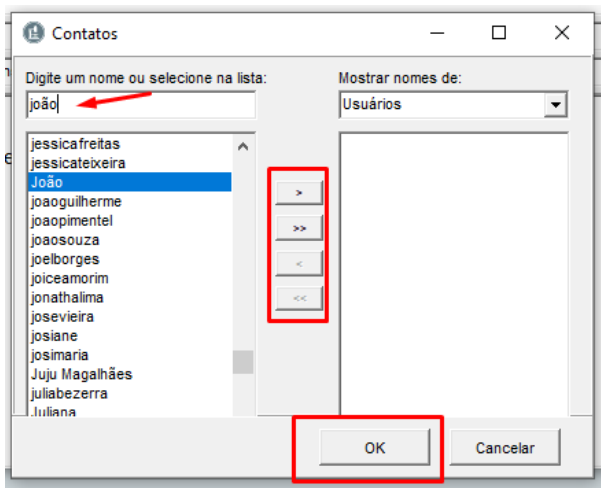 Contatos
Digite um nome ou selecione na lista:
Mostrar nomes de:
joão
Usuários
jessicafreitas
jessicateixeira
João
joaoguilherme
joaopimentel
joaosouza
joelborges
joiceamorim
jonathalima
josevieira
josiane
josimaria
Juju Magalhães
juliabezerra
Juliana
>
>>
<
<<
OK
Cancelar